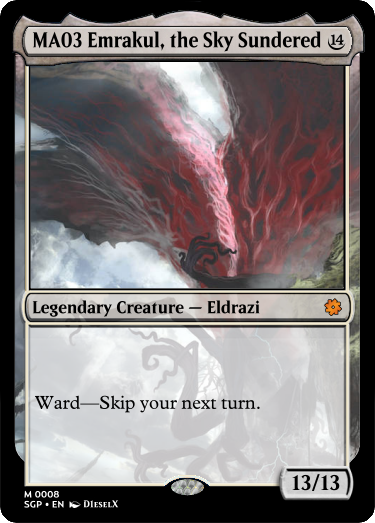 MA03 Emrakul, the Sky Sundered 14
Legendary Creature — Eldrazi
Ward—Skip your next turn.
13/13
M 0008
SGP • EN DIESELX